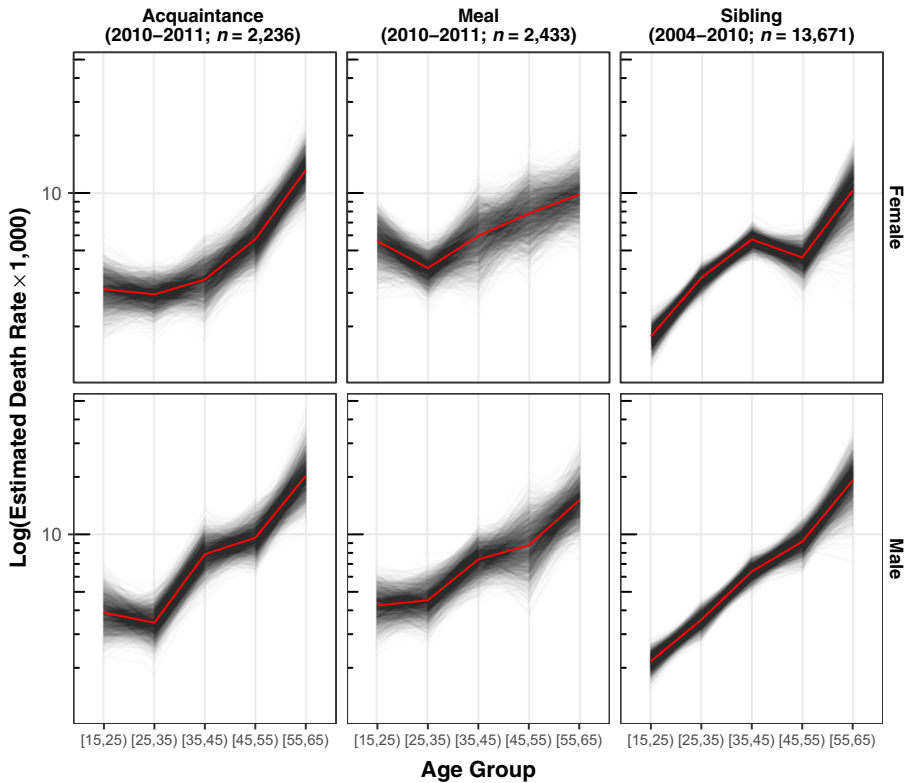 Acquaintance
(2010–2011; n = 2,236)
Meal
(2010–2011; n = 2,433)
Sibling
(2004–2010; n = 13,671)
Log(Estimated Death Rate × 1,000)
10
Female
10
Male
[15,25) [25,35) [35,45) [45,55) [55,65)
[15,25) [25,35) [35,45) [45,55) [55,65)
[15,25) [25,35) [35,45) [45,55) [55,65)
Age Group